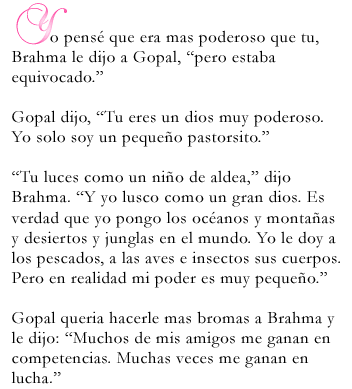 Yo pensé que era mas poderoso que tu,
Brahma le dijo a Gopal, “pero estaba
equivocado.”
Gopal dijo, “Tu eres un dios muy poderoso.
Yo solo soy un pequeño pastorsito.”
“Tu luces como un niño de aldea,” dijo
Brahma. “Y yo lusco como un gran dios. Es
verdad que yo pongo los océanos y montañas
y desiertos y junglas en el mundo. Yo le doy a
los pescados, a las aves e insectos sus cuerpos.
Pero en realidad mi poder es muy pequeño.”
Gopal queria hacerle mas bromas a Brahma y
le dijo: “Muchos de mis amigos me ganan en
competencias. Muchas veces me ganan en
lucha.”